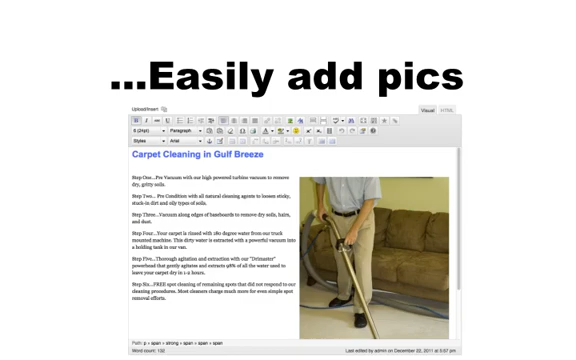 ...Easily add pics
Upload/Insert
Visual HTML
6 (24pt) Paragraph
Styles Arial
Carpet Cleaning in Gulf Breeze
Step One...Pre Vacuum with our high powered turbine vacuum to remove
dry, gritty soils.
Step Two... Pre Condition with all natural cleaning agents to loosen sticky,
stuck-in dirt and oily types of soils.
Step Three...Vacuum along edges of baseboards to remove dry soils, hairs,
and dust.
Step Four...Your carpet is rinsed with 280 degree water from our truck
mounted machine. This dirty water is extracted with a powerful vacuum into
a holding tank in our van.
Step Five...Thorough agitation and extraction with our "Drimaster"
powerhead that gently agitates and extracts 98% of all the water used to
leave your carpet dry in 1-2 hours.
Step Six...FREE spot cleaning of remaining spots that did not respond to our
cleaning procedures. Most cleaners charge much more for even simple spot
removal efforts.
Path: p » span » strong » span » span » span
Word count: 132 Last edited by admin on December 22, 2011 at 5:57 pm